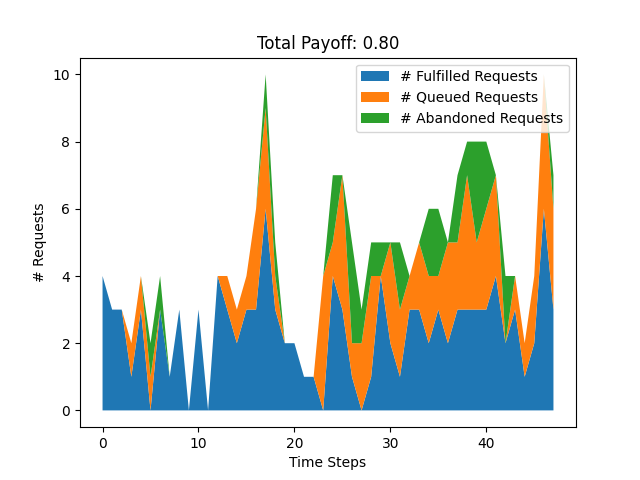 Total Payoff: 0.80
# Fulfilled Requests
# Queued Requests
# Abandoned Requests
10
8
6
4
2
0
# Requests
0 10 20 30 40
Time Steps